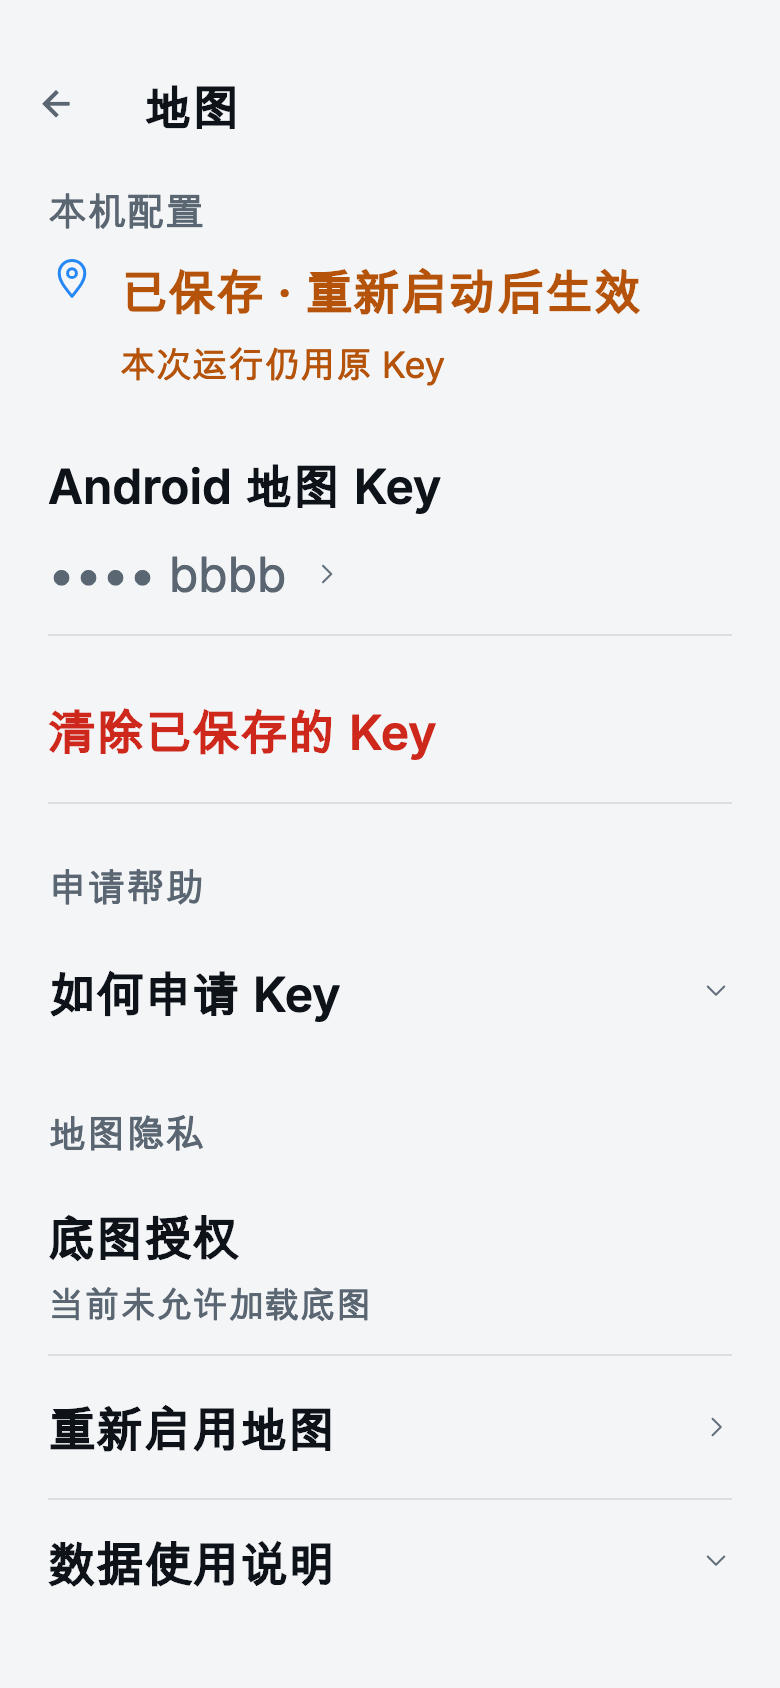 地图
本机配置
已保存 · 重新启动后生效
本次运行仍用原 Key
Android 地图 Key
•••• bbbb
清除已保存的 Key
申请帮助
如何申请 Key
地图隐私
底图授权
当前未允许加载底图
重新启用地图
数据使用说明